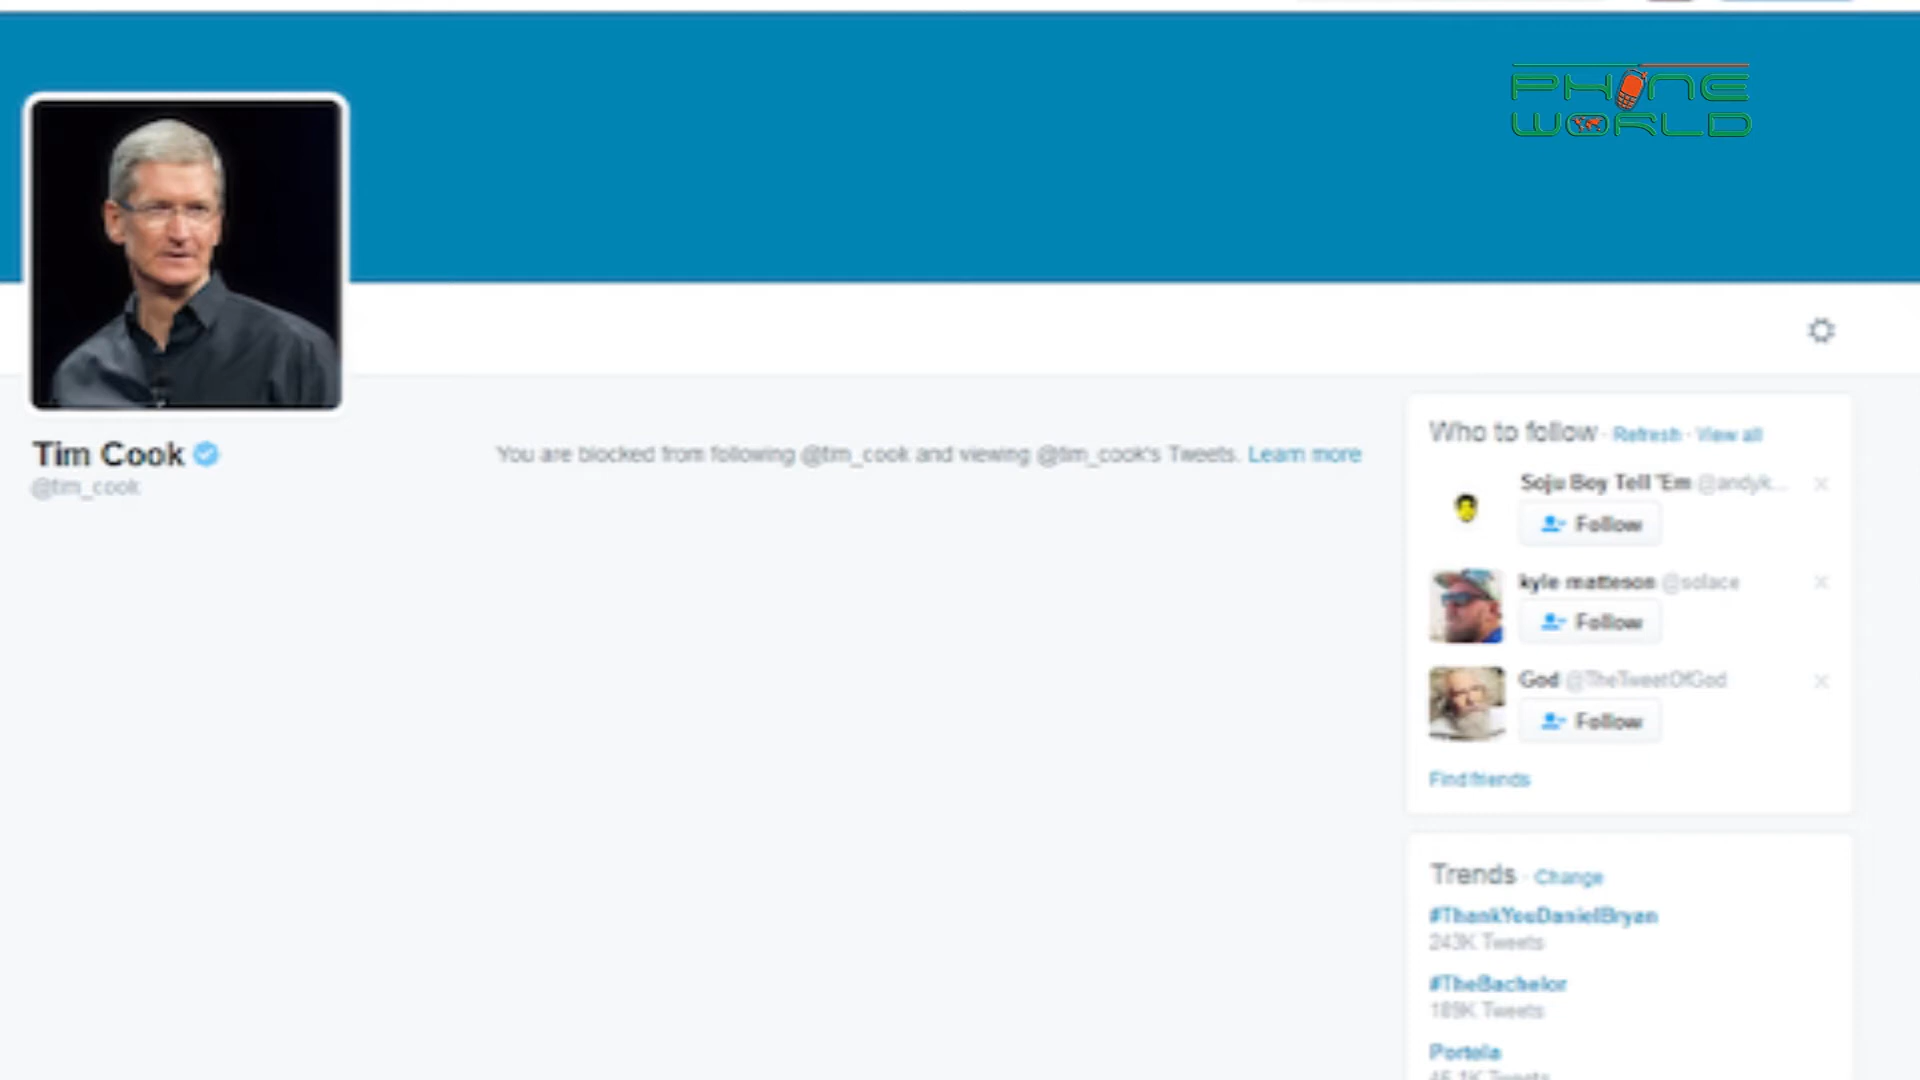 PHONE
WORLD
Tim Cook
@tim_cook
You are blocked from following @tim_cook and viewing @tim_cook's Tweets. Learn more
Who to follow · Refresh · View all
Soju Boy Tell 'Em @andyk...
Follow
kyle matteson @solace
Follow
God @TheTweetOfGod
Follow
Find friends
Trends · Change
#ThankYouDanielBryan
243K Tweets
#TheBachelor
189K Tweets
Portela
Tweets